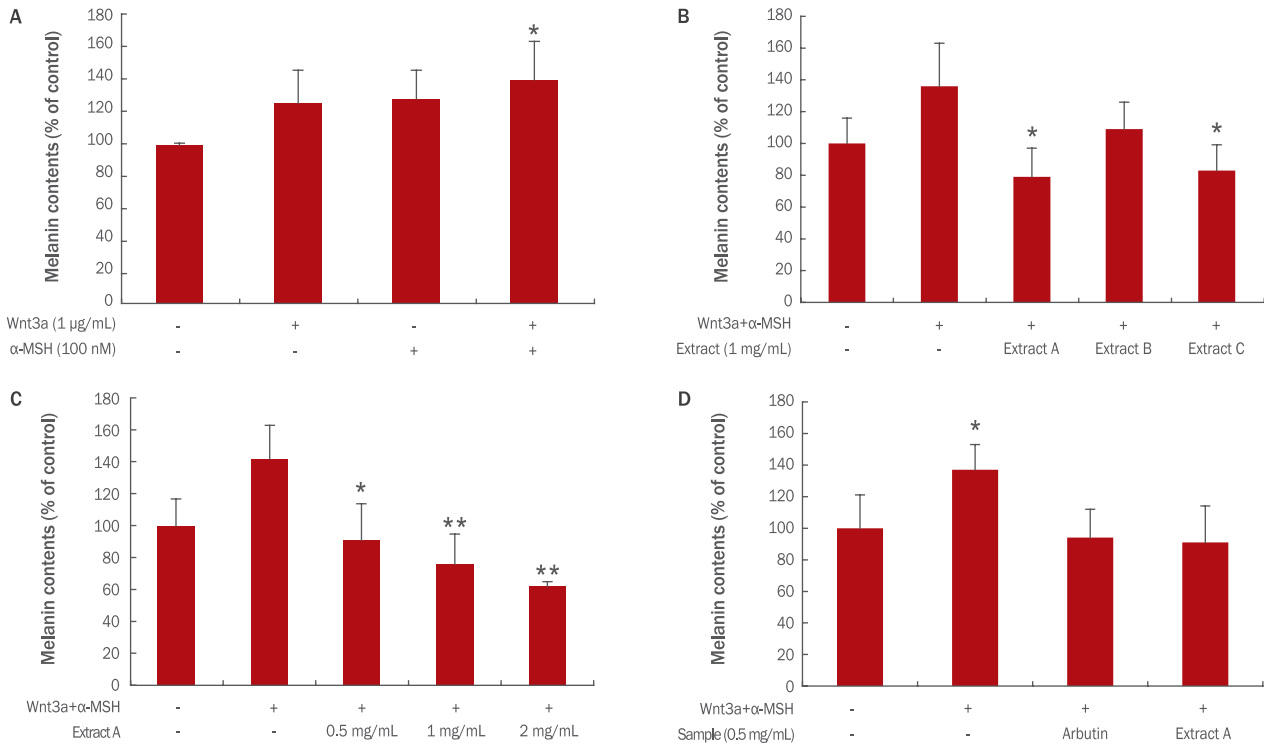 A
Melanin contents (% of control)
180
160
140
120
100
80
60
40
20
0
*
Wnt3a (1 µg/mL) - + - +
α-MSH (100 nM) - - + +
B
Melanin contents (% of control)
180
160
140
120
100
80
60
40
20
0
* *
Wnt3a+α-MSH - + + + +
Extract (1 mg/mL) - - Extract A Extract B Extract C
C
Melanin contents (% of control)
180
160
140
120
100
80
60
40
20
0
* ** **
Wnt3a+α-MSH - + + + +
Extract A - - 0.5 mg/mL 1 mg/mL 2 mg/mL
D
Melanin contents (% of control)
180
160
140
120
100
80
60
40
20
0
*
Wnt3a+α-MSH - + + +
Sample (0.5 mg/mL) - - Arbutin Extract A